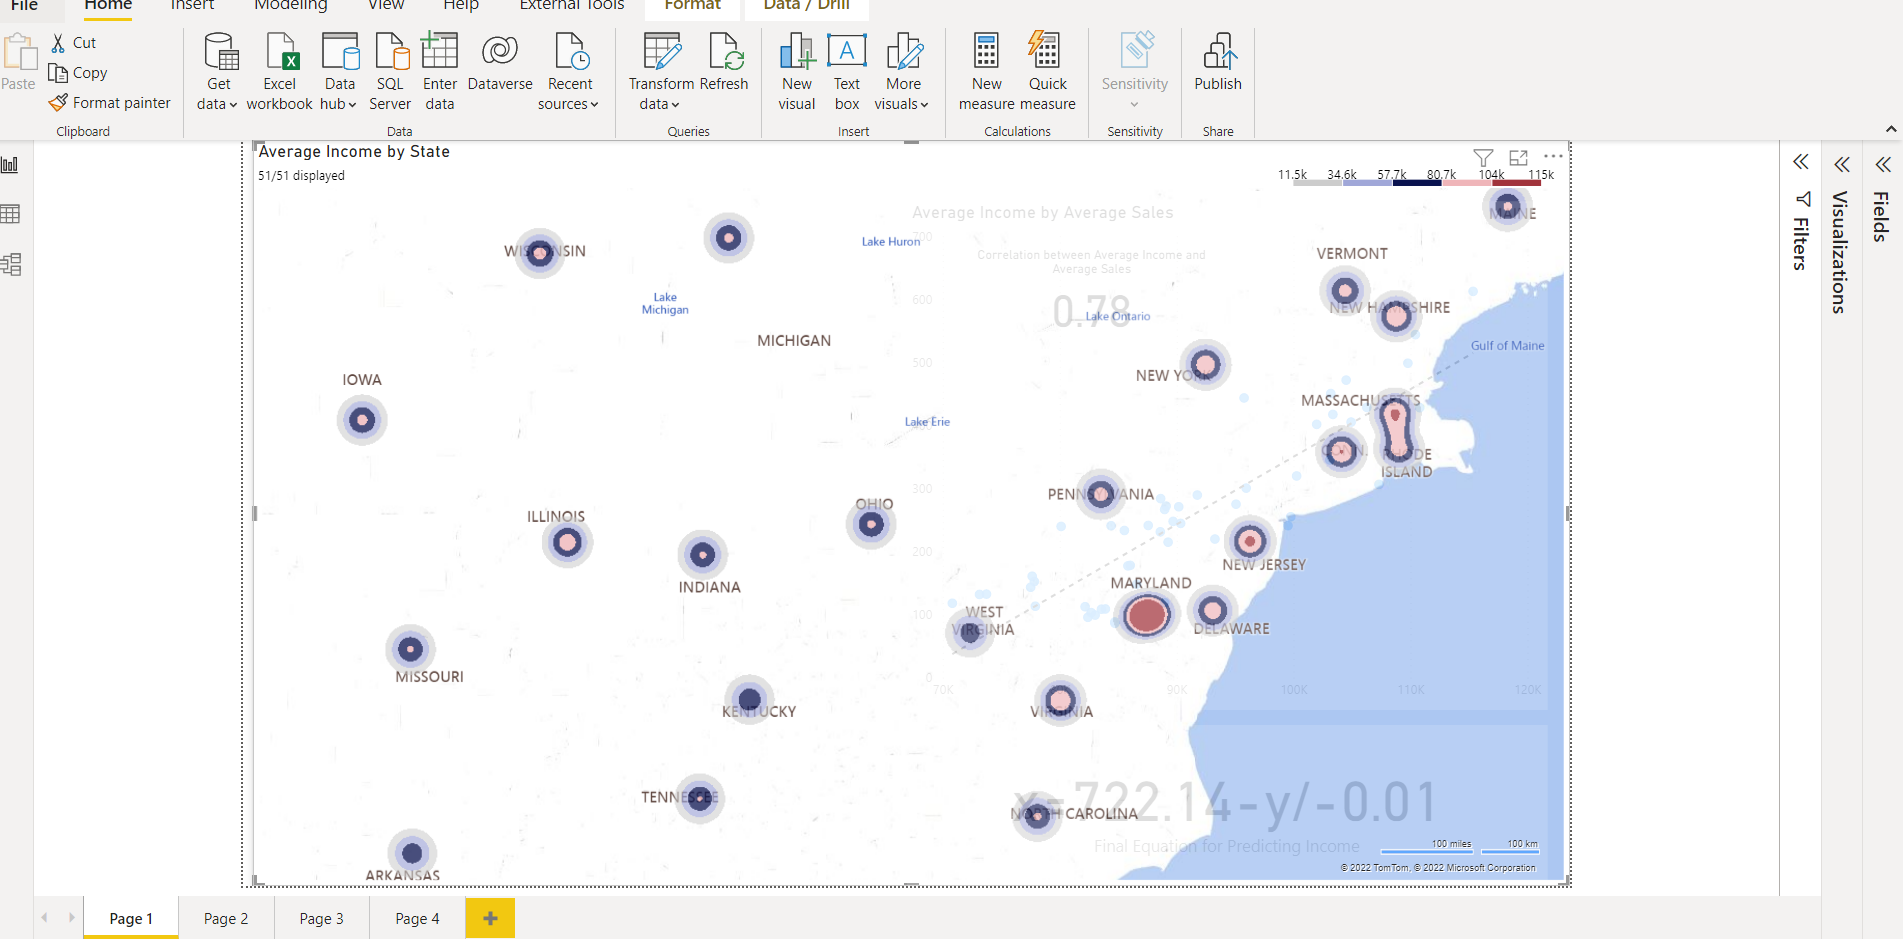 File Home Insert Modeling View Help External Tools Format Data / Drill
Paste
Cut
Copy
Format painter
Clipboard
Get data
Excel workbook
Data hub
SQL Server
Enter data
Dataverse
Recent sources
Data
Transform data
Refresh
Queries
New visual
Text box
More visuals
Insert
New measure
Quick measure
Calculations
Sensitivity
Sensitivity
Publish
Share
Average Income by State
51/51 displayed
11.5k 34.6k 57.7k 80.7k 104k 115k
Filters
Visualizations
Fields
Average Income by Average Sales
Correlation between Average Income and
Average Sales
0.78
700
600
500
300
200
100
0
70K 90K 100K 110K 120K
MAINE
WISCONSIN
Lake Huron
VERMONT
Lake
Michigan
NEW HAMPSHIRE
Lake Ontario
MICHIGAN
Gulf of Maine
NEW YORK
IOWA
MASSACHUSETTS
Lake Erie
CONN.
RHODE
ISLAND
PENNSYLVANIA
OHIO
ILLINOIS
NEW JERSEY
INDIANA
MARYLAND
WEST
VIRGINIA
DELAWARE
MISSOURI
KENTUCKY
VIRGINIA
TENNESSEE
NORTH CAROLINA
x=722.14-y/-0.01
Final Equation for Predicting Income
100 miles 100 km
© 2022 TomTom, © 2022 Microsoft Corporation
ARKANSAS
Page 1 Page 2 Page 3 Page 4 +